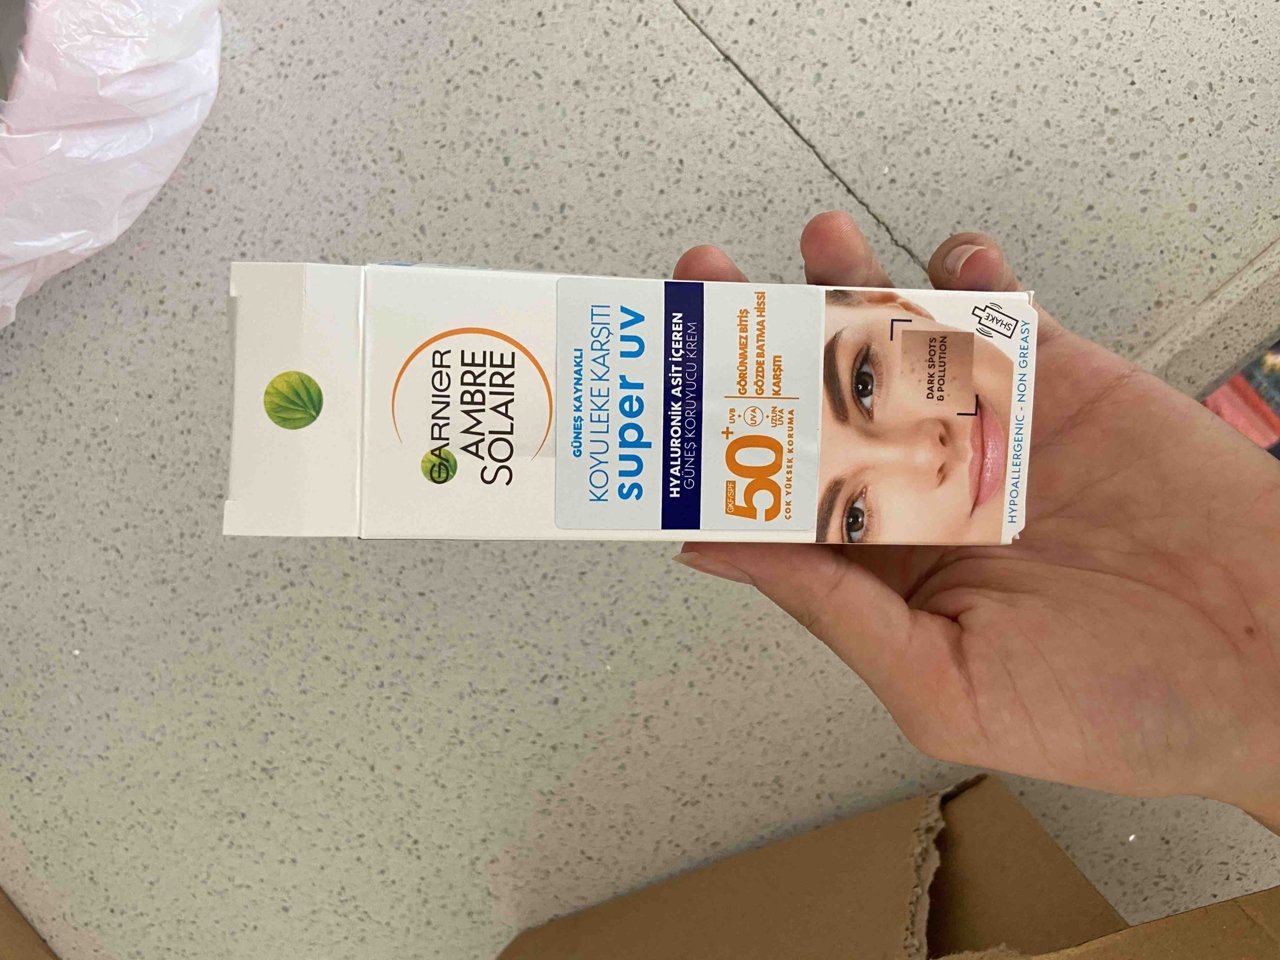 GARNIER
AMBRE
SOLAIRE
GÜNEŞ KAYNAKLI
KOYU LEKE KARŞITI
super UV
HYALURONİK ASİT İÇEREN
GÜNEŞ KORUYUCU KREM
GKF/SPF
50+
UVB
+
UVA
+
UZUN
UVA
ÇOK YÜKSEK KORUMA
GÖRÜNMEZ BİTİŞ
GÖZDE BATMA HİSSİ
KARŞITI
DARK SPOTS
& POLLUTION
SHAKE
HYPOALLERGENIC - NON GREASY